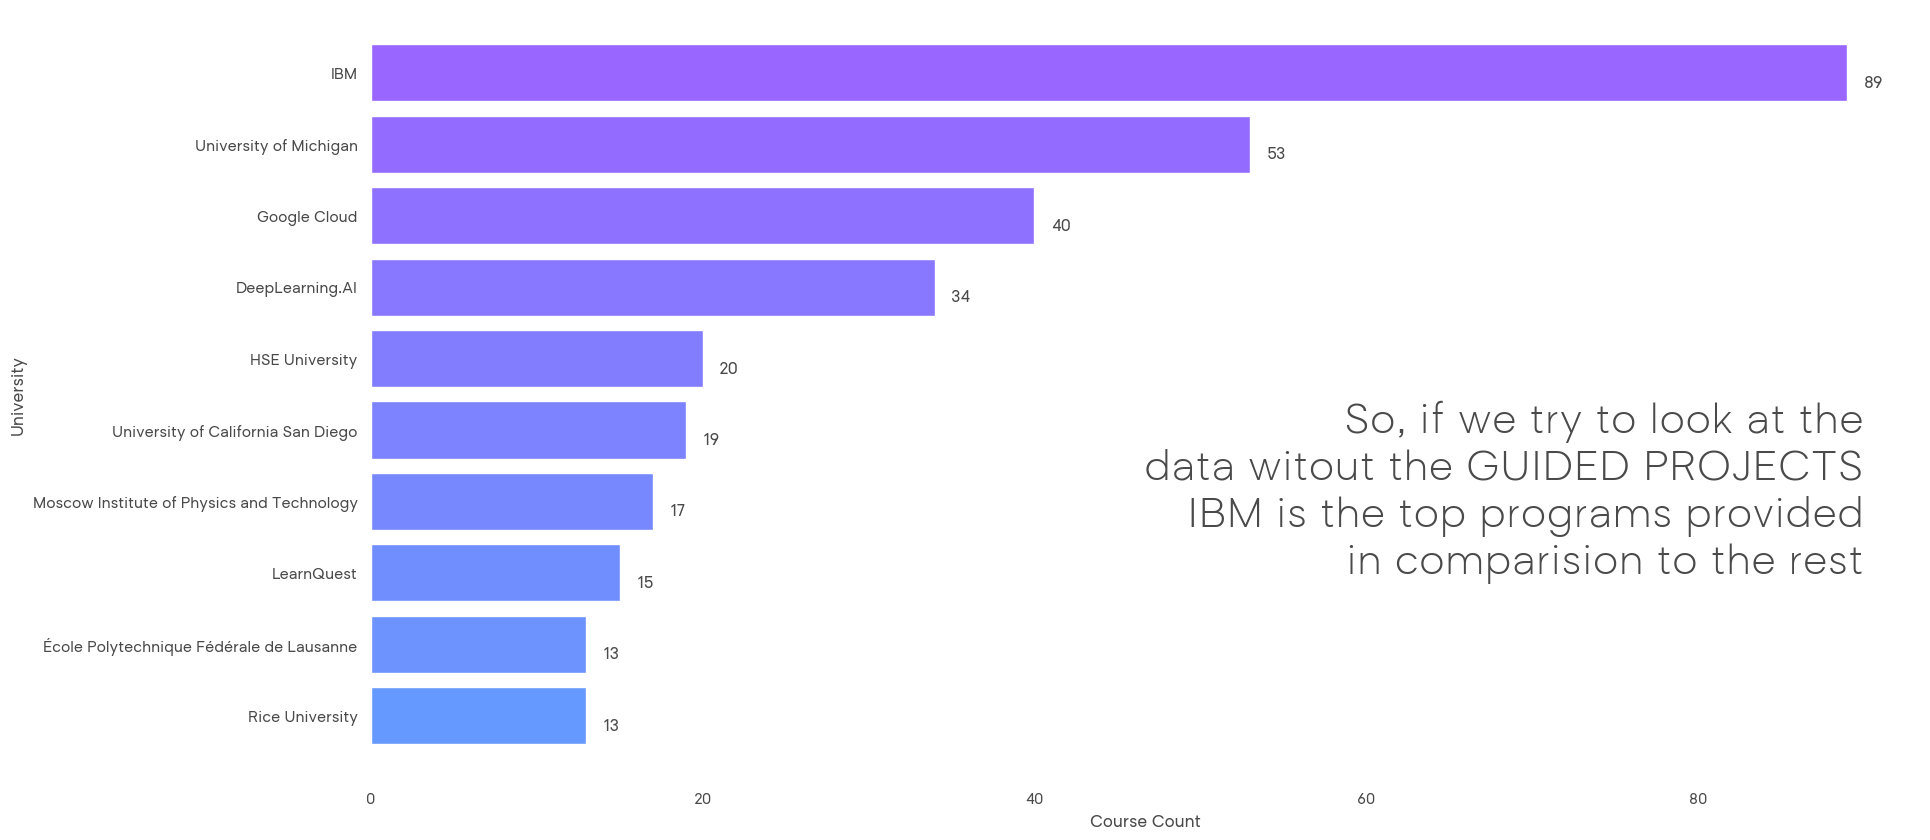 IBM
89
University of Michigan
53
Google Cloud
40
DeepLearning.AI
34
HSE University
20
University of California San Diego
19
Moscow Institute of Physics and Technology
17
LearnQuest
15
École Polytechnique Fédérale de Lausanne
13
Rice University
13
University
So, if we try to look at the
data witout the GUIDED PROJECTS
IBM is the top programs provided
in comparision to the rest
0 20 40 60 80
Course Count